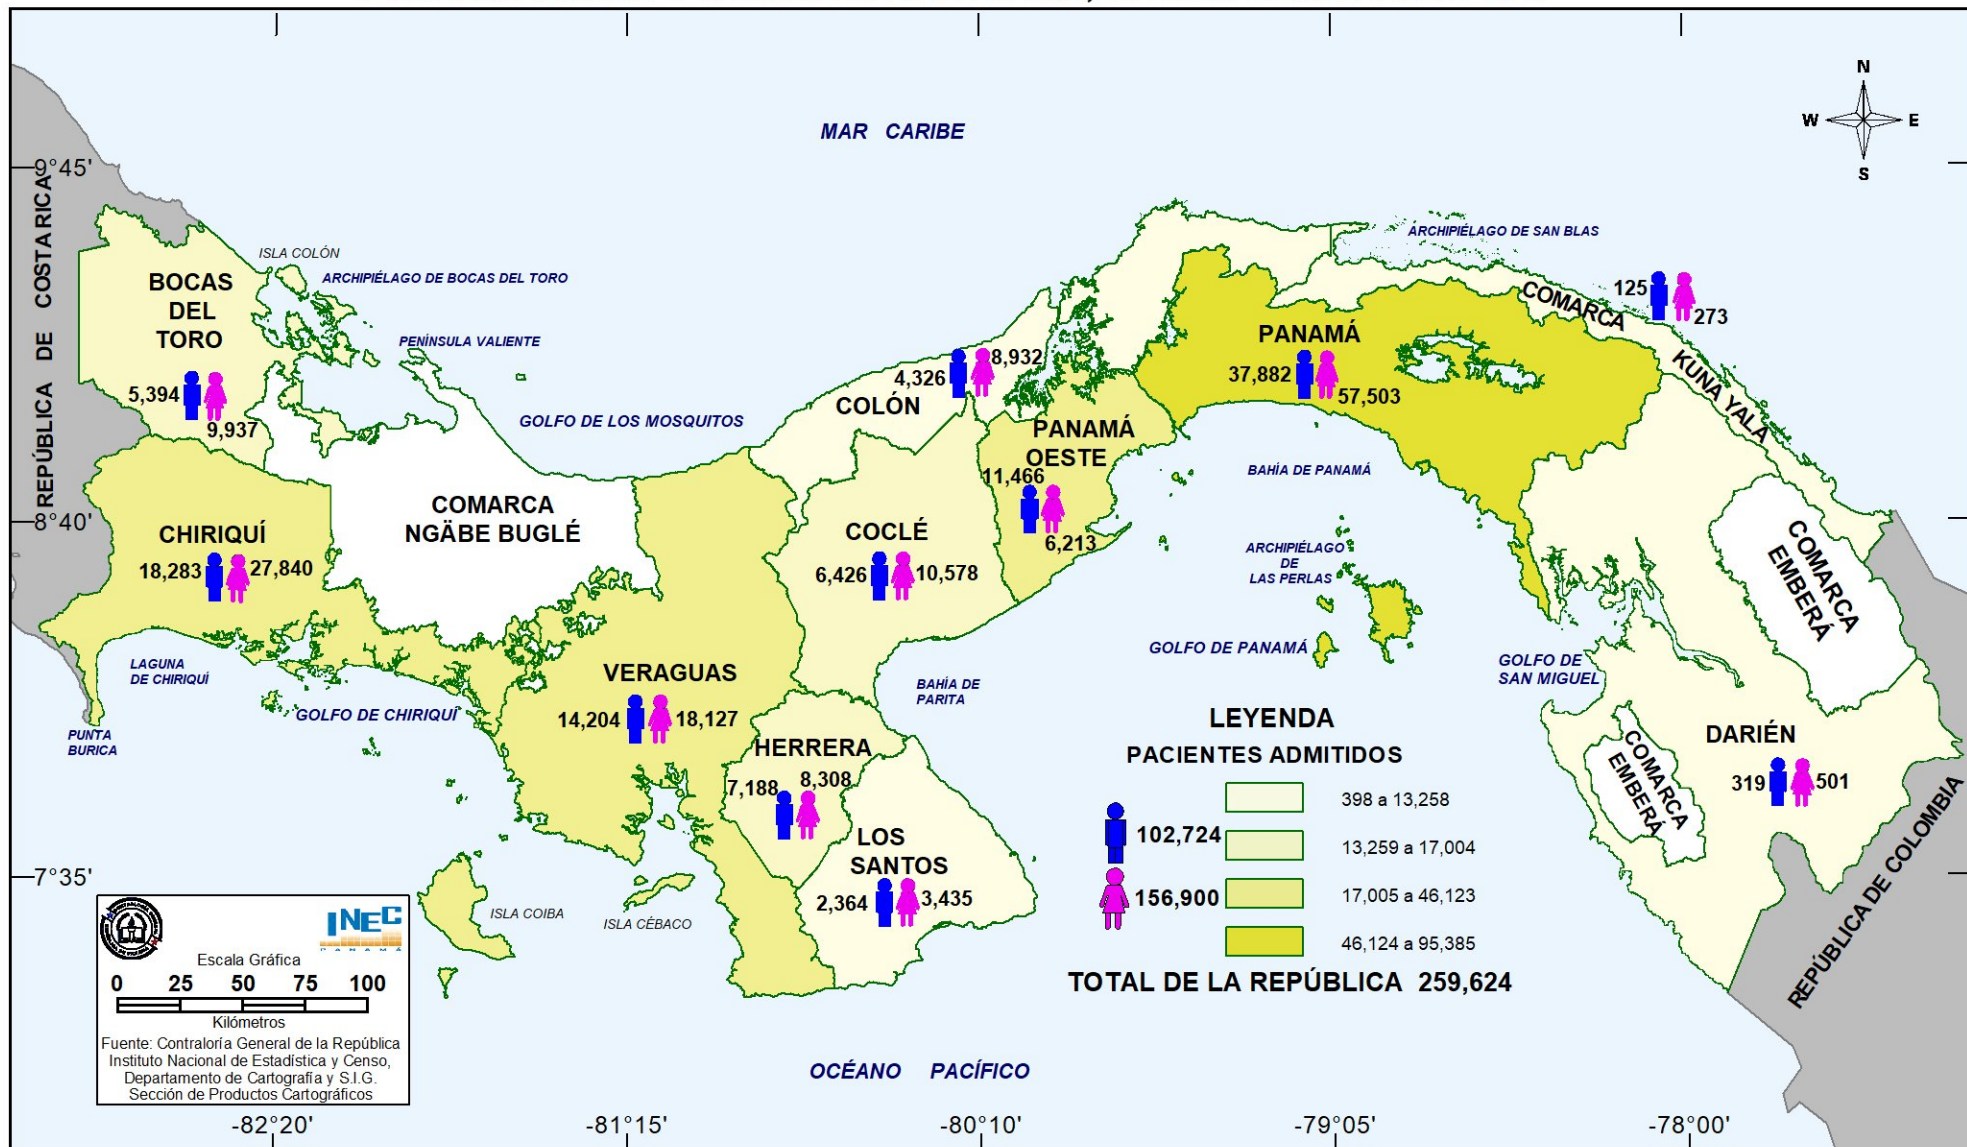 MAR CARIBE
N
W
E
S
9°45'
8°40'
7°35'
REPÚBLICA DE COSTA RICA
ISLA COLÓN
ARCHIPIÉLAGO DE BOCAS DEL TORO
BOCAS
DEL
TORO
5,394
9,937
PENÍNSULA VALIENTE
GOLFO DE LOS MOSQUITOS
ARCHIPIÉLAGO DE SAN BLAS
125
273
COMARCA
KUNA YALA
PANAMÁ
37,882
57,503
8,932
4,326
COLÓN
PANAMÁ
OESTE
11,466
6,213
BAHÍA DE PANAMÁ
COMARCA
NGÄBE BUGLÉ
CHIRIQUÍ
18,283
27,840
COCLÉ
6,426
10,578
ARCHIPIÉLAGO
DE
LAS PERLAS
COMARCA
EMBERÁ
GOLFO DE PANAMÁ
GOLFO DE
SAN MIGUEL
LAGUNA
DE CHIRIQUÍ
GOLFO DE CHIRIQUÍ
PUNTA
BURICA
VERAGUAS
14,204
18,127
BAHÍA DE
PARITA
HERRERA
7,188
8,308
LOS
SANTOS
2,364
3,435
DARIÉN
319
501
COMARCA
EMBERÁ
REPÚBLICA DE COLOMBIA
ISLA COIBA
ISLA CÉBACO
LEYENDA
PACIENTES ADMITIDOS
102,724
156,900
398 a 13,258
13,259 a 17,004
17,005 a 46,123
46,124 a 95,385
TOTAL DE LA REPÚBLICA 259,624
INEC
PANAMÁ
Escala Gráfica
0 25 50 75 100
Kilómetros
Fuente: Contraloría General de la República
Instituto Nacional de Estadística y Censo,
Departamento de Cartografía y S.I.G.
Sección de Productos Cartográficos
OCÉANO PACÍFICO
-82°20' -81°15' -80°10' -79°05' -78°00'